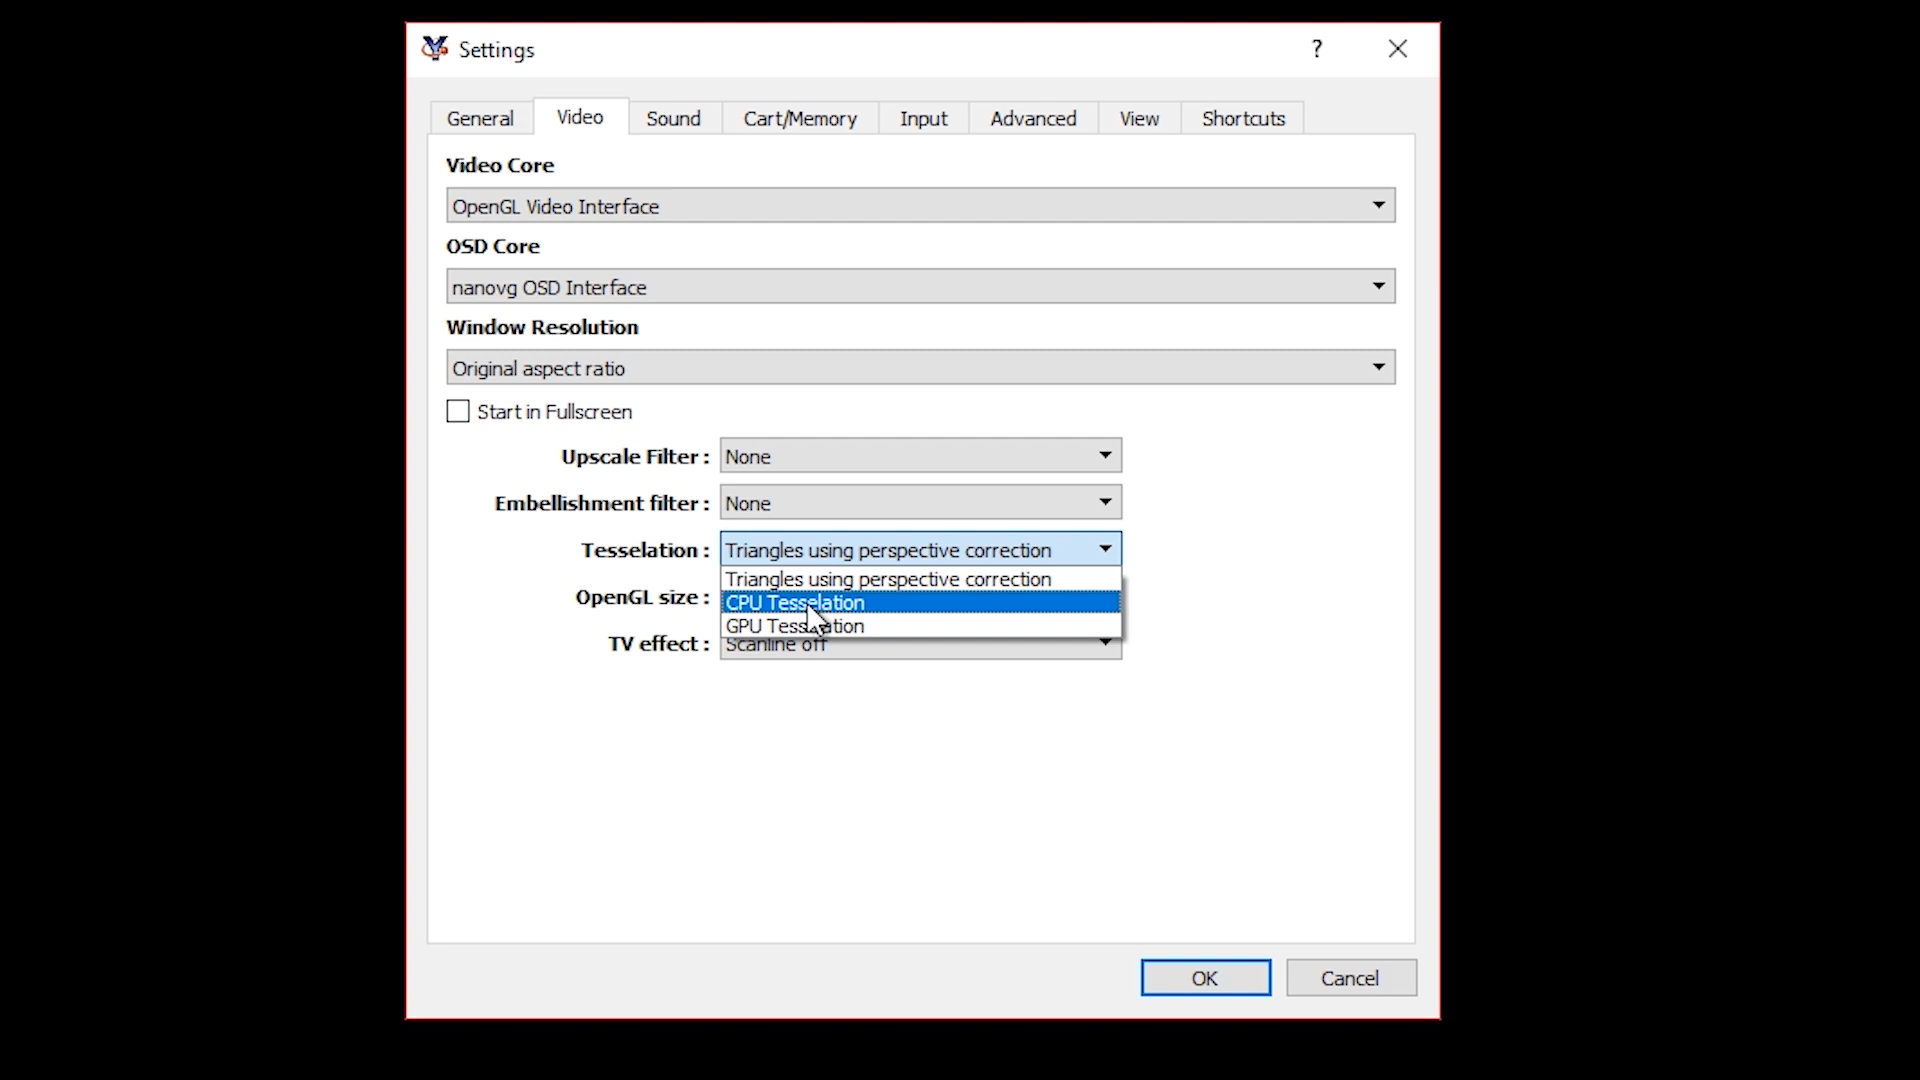 Settings
?
General Video Sound Cart/Memory Input Advanced View Shortcuts
Video Core
OpenGL Video Interface
OSD Core
nanovg OSD Interface
Window Resolution
Original aspect ratio
Start in Fullscreen
Upscale Filter : None
Embellishment filter : None
Tesselation : Triangles using perspective correction
Triangles using perspective correction
OpenGL size : CPU Tesselation
GPU Tesselation
TV effect : Scanline off
OK Cancel